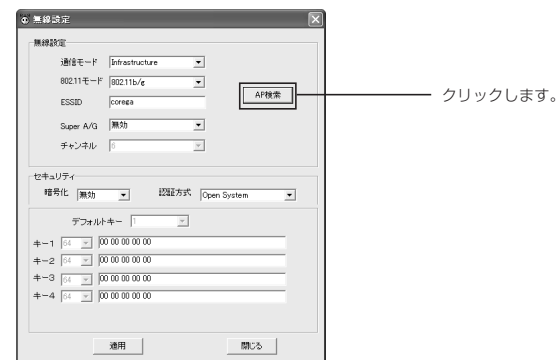 無線設定
無線設定
通信モード Infrastructure
802.11モード 802.11b/g
AP検索
クリックします。
ESSID corega
Super A/G 無効
チャンネル 6
セキュリティ
暗号化 無効 認証方式 Open System
デフォルトキー 1
キー1 64 00 00 00 00 00
キー2 64 00 00 00 00 00
キー3 64 00 00 00 00 00
キー4 64 00 00 00 00 00
適用 閉じる